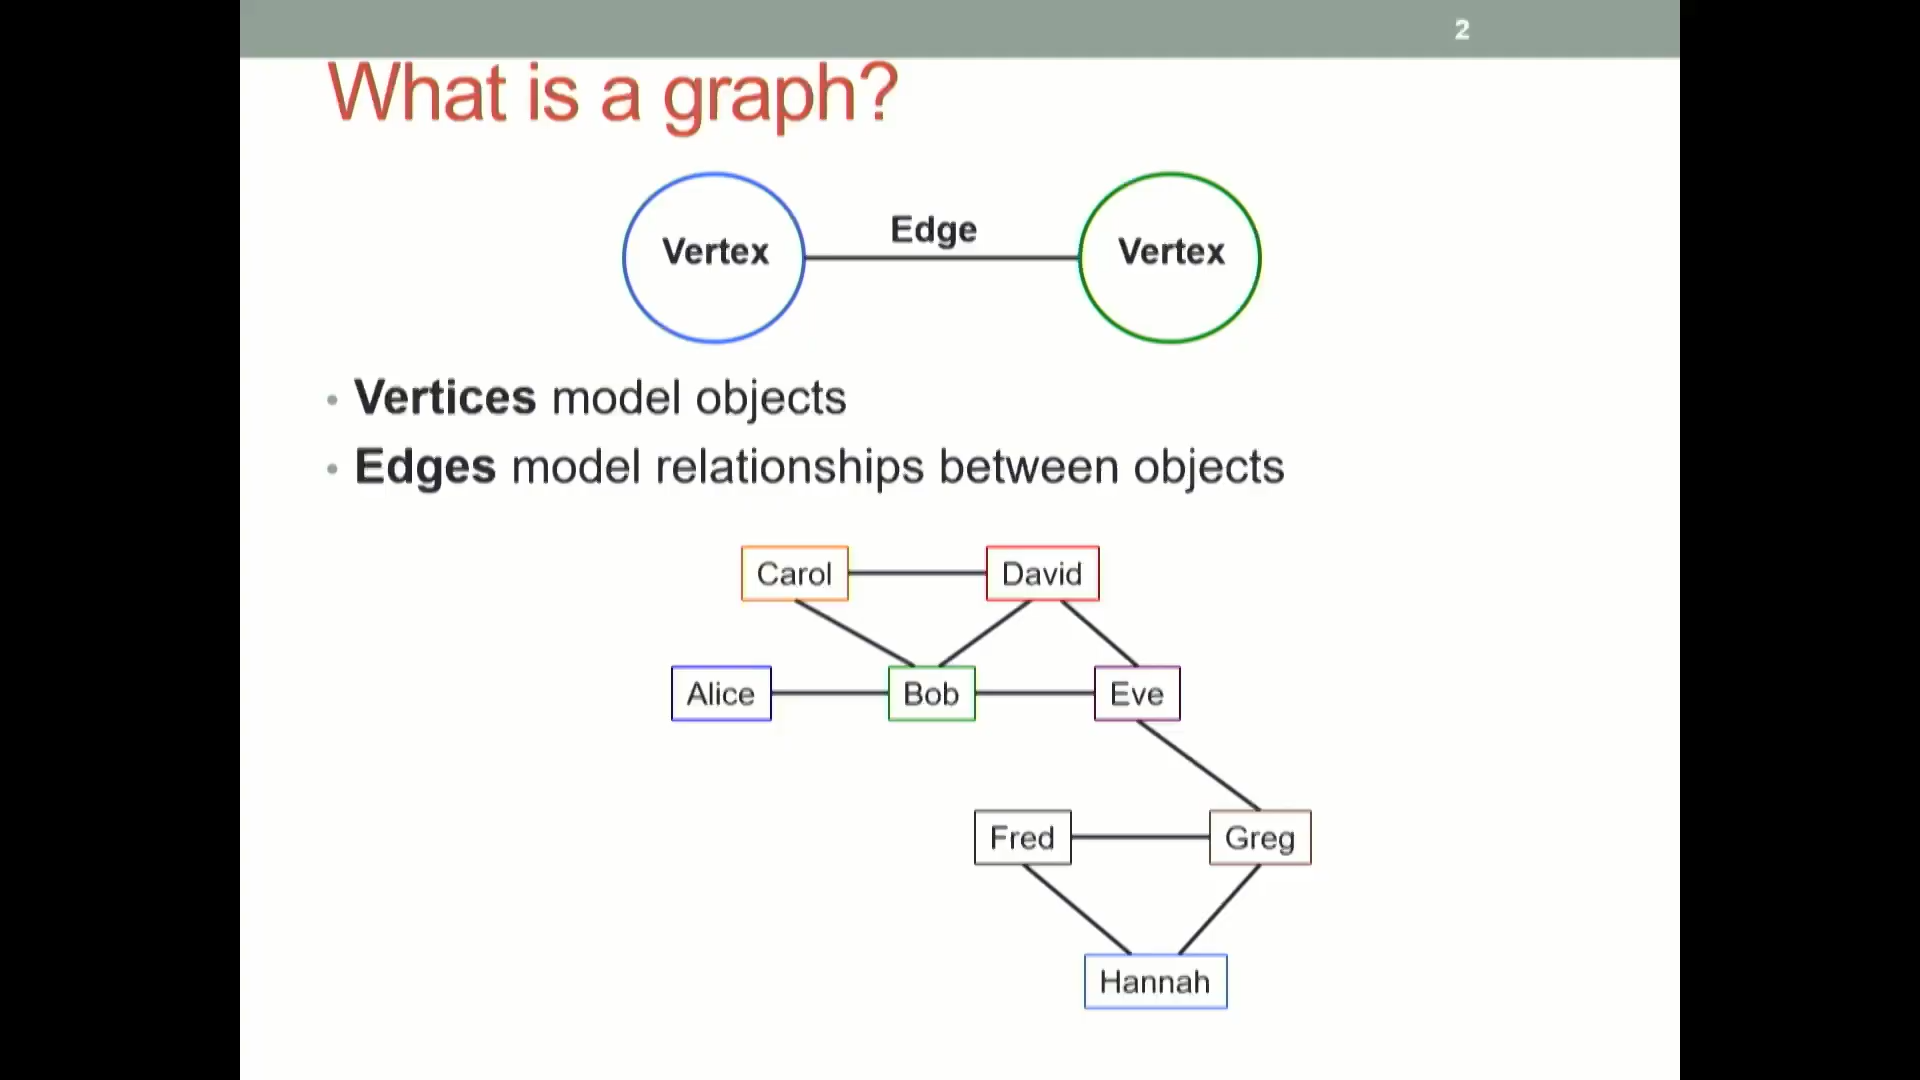 2
What is a graph?
Vertex
Edge
Vertex
• Vertices model objects
• Edges model relationships between objects
Carol
David
Alice
Bob
Eve
Fred
Greg
Hannah